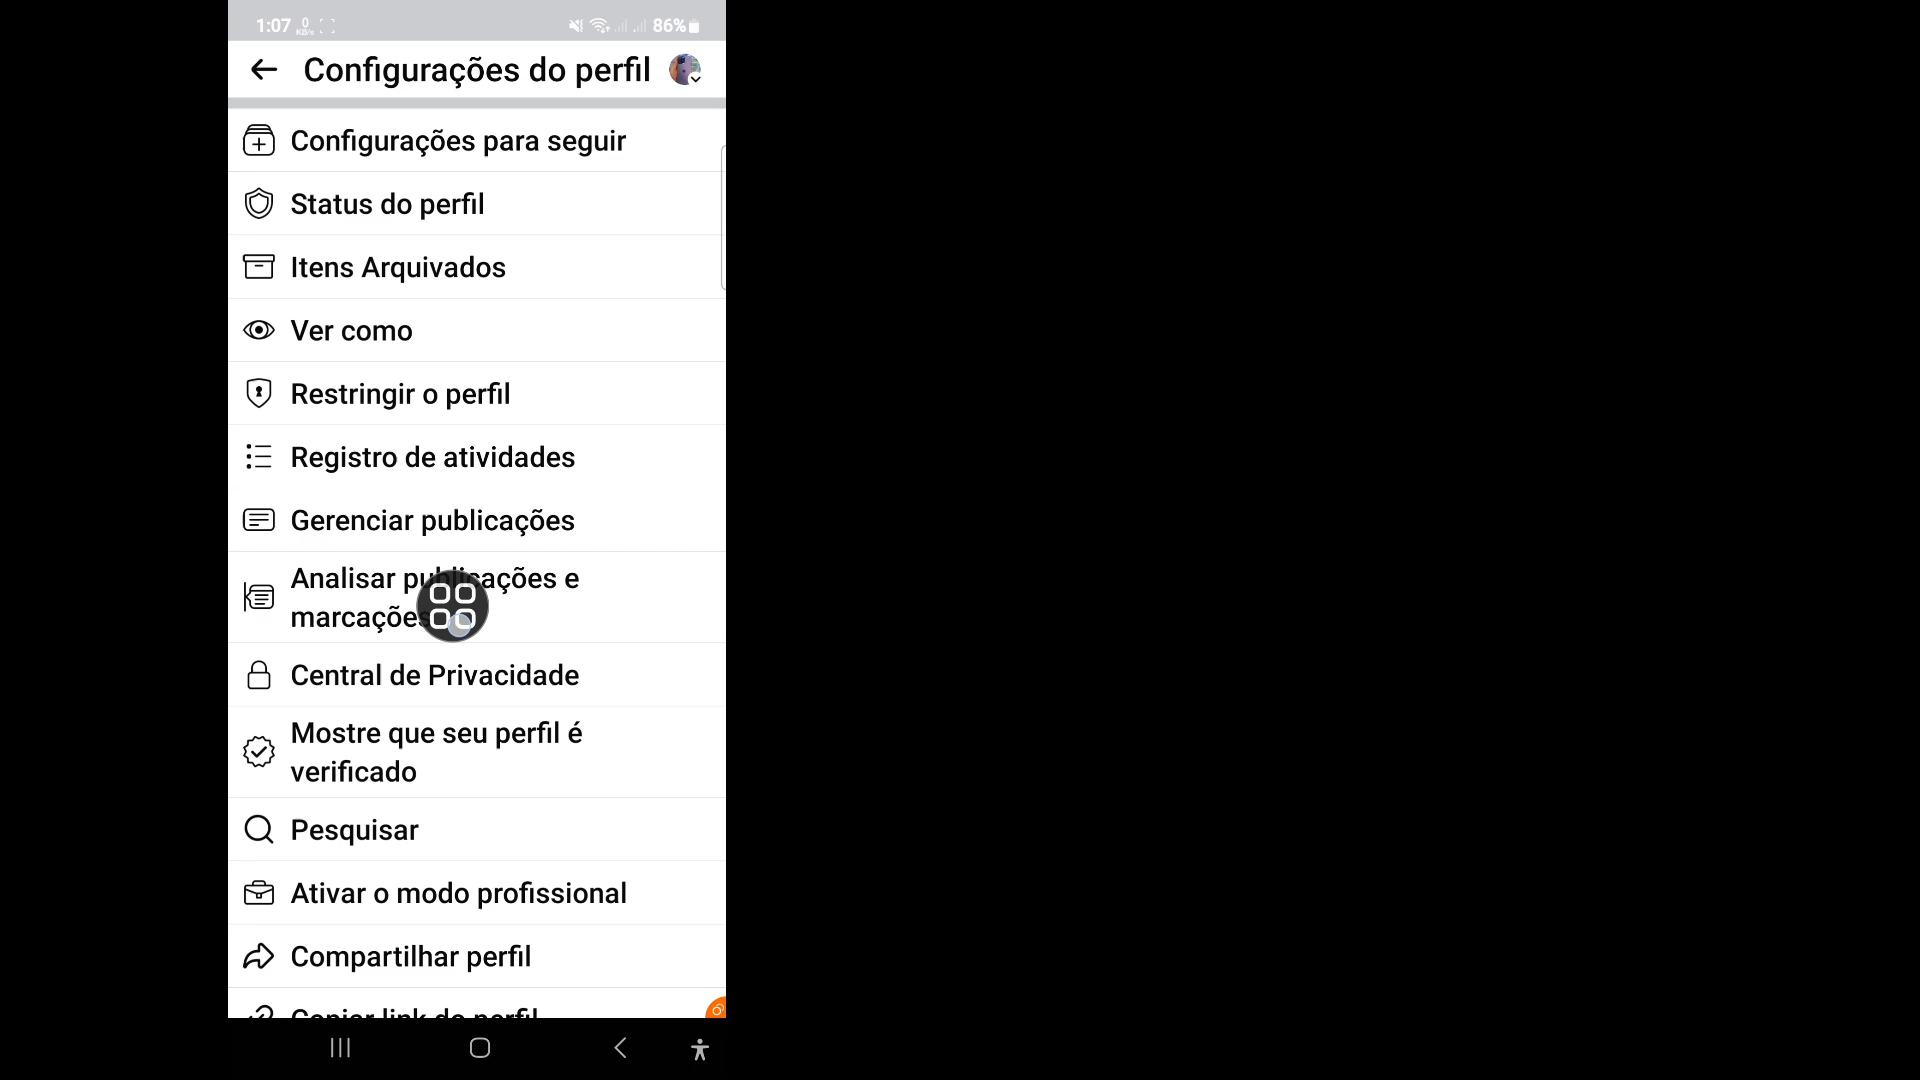 1:07 0 KB/s 86%
Configurações do perfil
Configurações para seguir
Status do perfil
Itens Arquivados
Ver como
Restringir o perfil
Registro de atividades
Gerenciar publicações
Analisar publicações e
marcações
Central de Privacidade
Mostre que seu perfil é
verificado
Pesquisar
Ativar o modo profissional
Compartilhar perfil
Copiar link do perfil